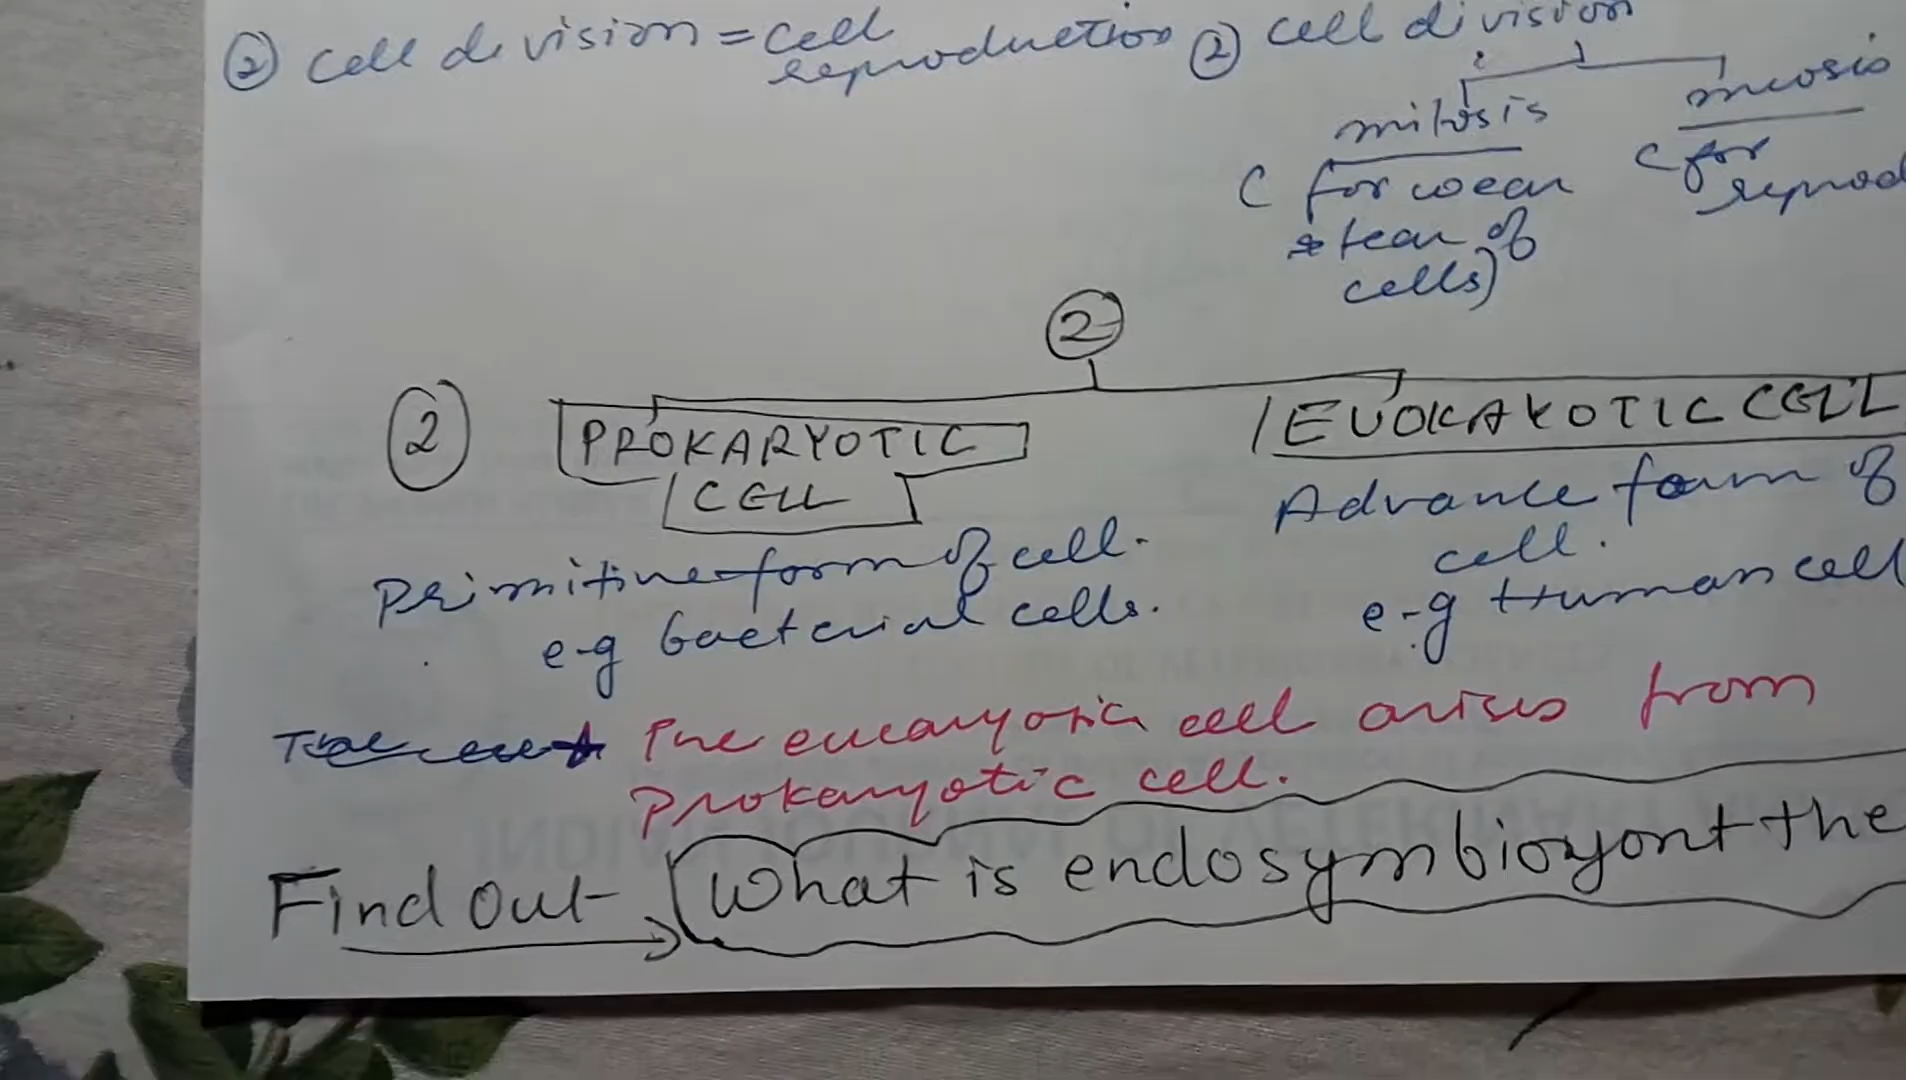 ② cell division = cell reproduction
② cell division
mitosis
(for wear & tear of cells)
meosis
(for reprod
②
② PROKARYOTIC CELL
Primitive form of cell.
e-g bacterial cells.
EUOKAYOTIC CELL
Advance form of cell.
e-g Human cell
The eucaryotic cell arises from
Prokaryotic cell.
Find Out → What is endosymbioyont the